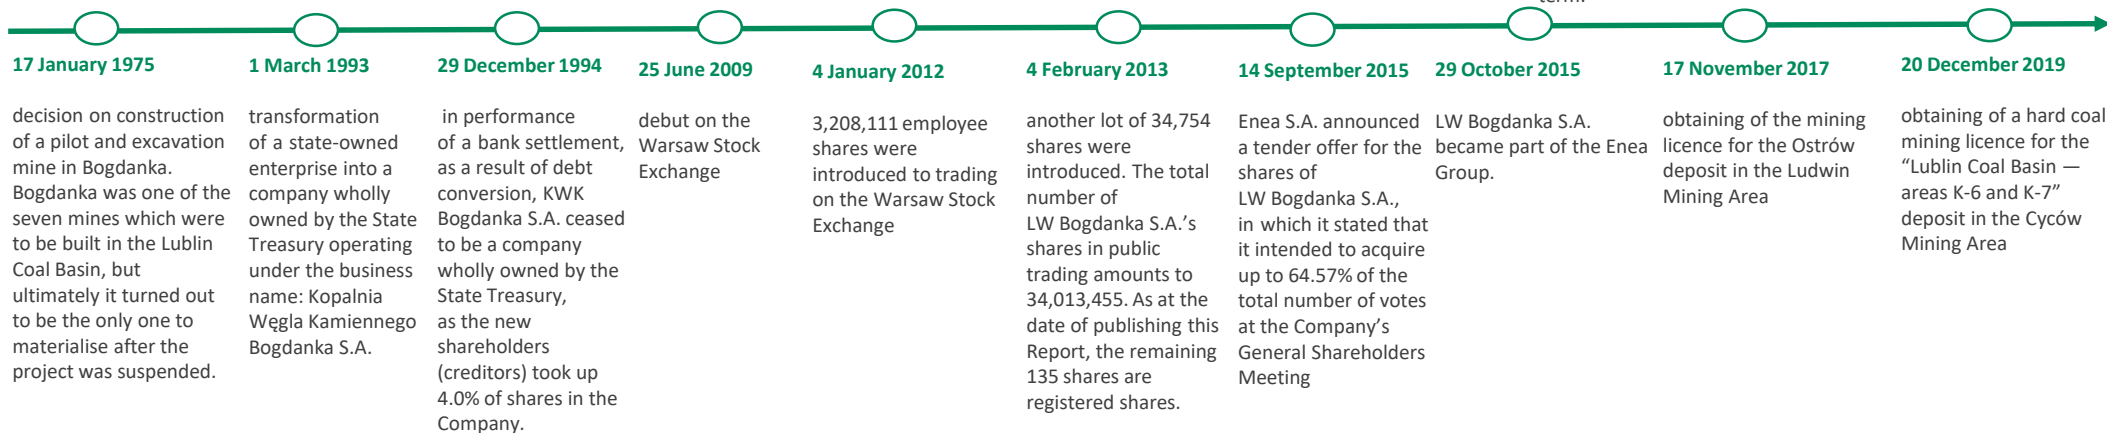 term.
17 January 1975
decision on construction
of a pilot and excavation
mine in Bogdanka.
Bogdanka was one of the
seven mines which were
to be built in the Lublin
Coal Basin, but
ultimately it turned out
to be the only one to
materialise after the
project was suspended.
1 March 1993
transformation
of a state-owned
enterprise into a
company wholly
owned by the State
Treasury operating
under the business
name: Kopalnia
Węgla Kamiennego
Bogdanka S.A.
29 December 1994
in performance
of a bank settlement,
as a result of debt
conversion, KWK
Bogdanka S.A. ceased
to be a company
wholly owned by the
State Treasury,
as the new
shareholders
(creditors) took up
4.0% of shares in the
Company.
25 June 2009
debut on the
Warsaw Stock
Exchange
4 January 2012
3,208,111 employee
shares were
introduced to trading
on the Warsaw Stock
Exchange
4 February 2013
another lot of 34,754
shares were
introduced. The total
number of
LW Bogdanka S.A.'s
shares in public
trading amounts to
34,013,455. As at the
date of publishing this
Report, the remaining
135 shares are
registered shares.
14 September 2015
Enea S.A. announced
a tender offer for the
shares of
LW Bogdanka S.A.,
in which it stated that
it intended to acquire
up to 64.57% of the
total number of votes
at the Company's
General Shareholders
Meeting
29 October 2015
LW Bogdanka S.A.
became part of the Enea
Group.
17 November 2017
obtaining of the mining
licence for the Ostrów
deposit in the Ludwin
Mining Area
20 December 2019
obtaining of a hard coal
mining licence for the
“Lublin Coal Basin —
areas K-6 and K-7”
deposit in the Cyców
Mining Area